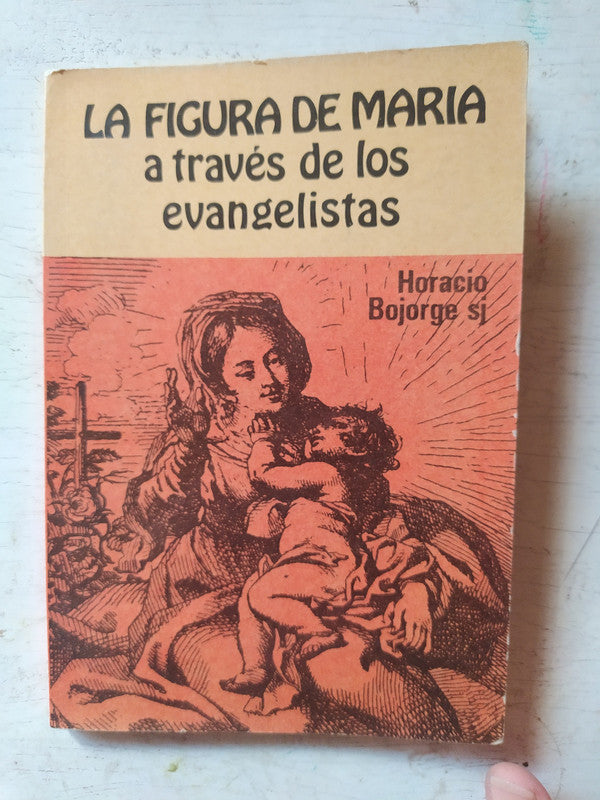 LA FIGURA DE MARIA
a través de los
evangelistas
Horacio
Bojorge sj